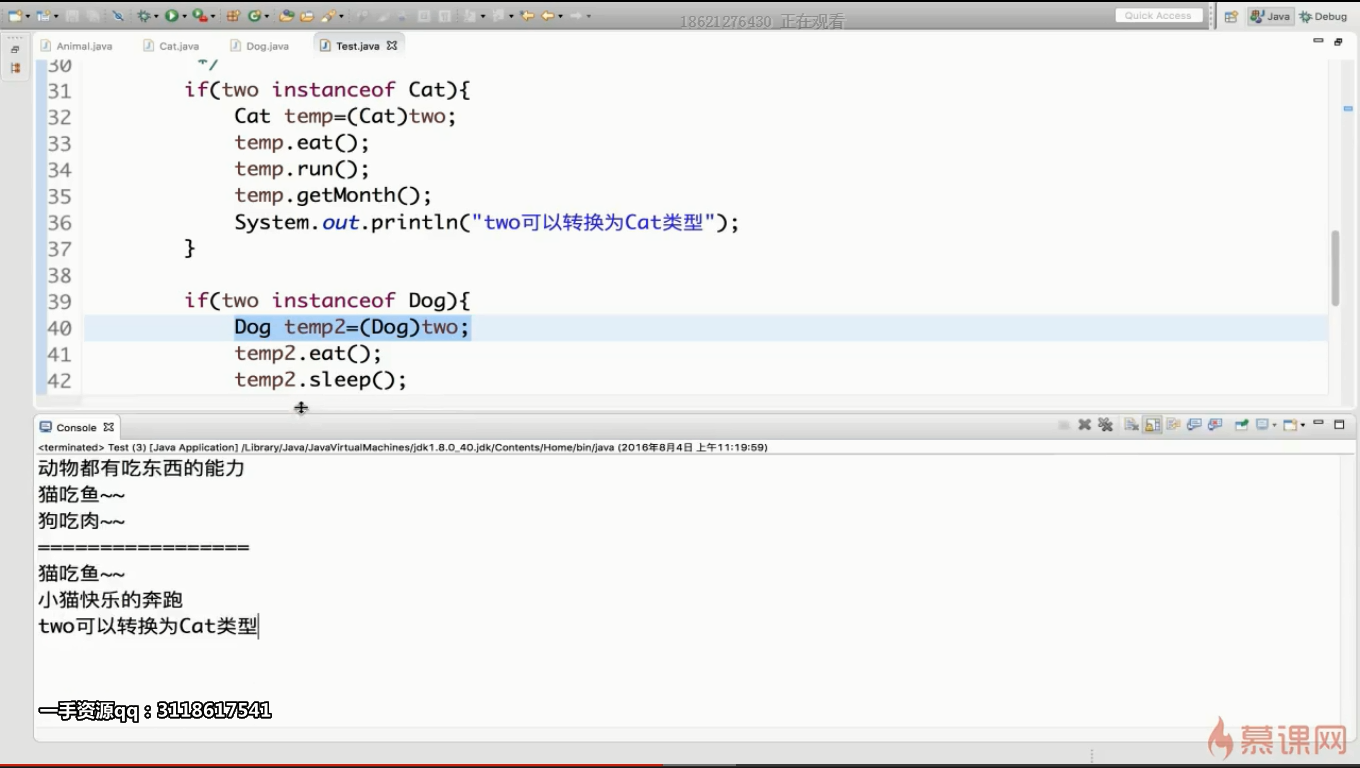 18621276430 正在观看
Quick Access
Java
Debug
Animal.java
Cat.java
Dog.java
Test.java
30 */
31 if(two instanceof Cat){
32 Cat temp=(Cat)two;
33 temp.eat();
34 temp.run();
35 temp.getMonth();
36 System.out.println("two可以转换为Cat类型");
37 }
38
39 if(two instanceof Dog){
40 Dog temp2=(Dog)two;
41 temp2.eat();
42 temp2.sleep();
Console
<terminated> Test (3) [Java Application] /Library/Java/JavaVirtualMachines/jdk1.8.0_40.jdk/Contents/Home/bin/java (2016年8月4日 上午11:19:59)
动物都有吃东西的能力
猫吃鱼~~
狗吃肉~~
=================
猫吃鱼~~
小猫快乐的奔跑
two可以转换为Cat类型
一手资源qq：3118617541
慕课网